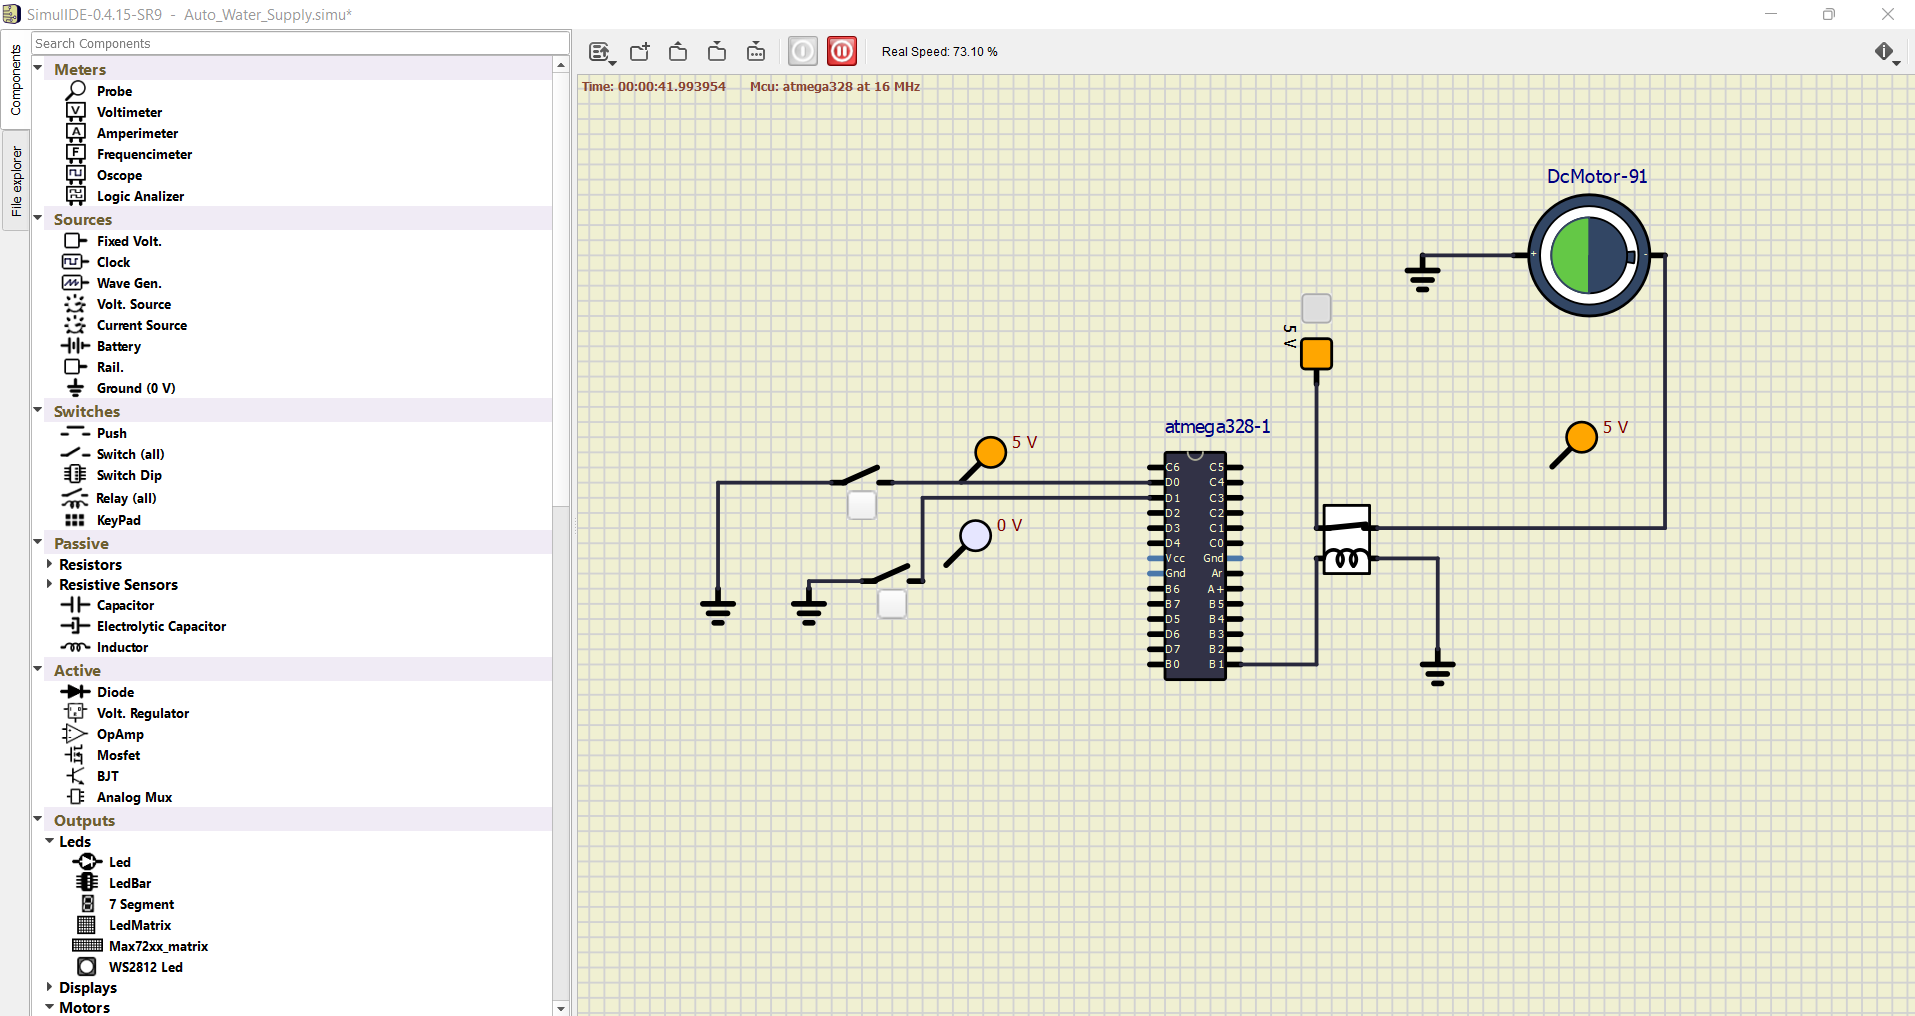 SimulIDE-0.4.15-SR9 - Auto_Water_Supply.simu*
Components
File explorer
Search Components
Meters
Probe
Voltimeter
Amperimeter
Frequencimeter
Oscope
Logic Analizer
Sources
Fixed Volt.
Clock
Wave Gen.
Volt. Source
Current Source
Battery
Rail.
Ground (0 V)
Switches
Push
Switch (all)
Switch Dip
Relay (all)
KeyPad
Passive
Resistors
Resistive Sensors
Capacitor
Electrolytic Capacitor
Inductor
Active
Diode
Volt. Regulator
OpAmp
Mosfet
BJT
Analog Mux
Outputs
Leds
Led
LedBar
7 Segment
LedMatrix
Max72xx_matrix
WS2812 Led
Displays
Motors
Real Speed: 73.10 %
Time: 00:00:41.993954 Mcu: atmega328 at 16 MHz
DcMotor-91
+ -
5 V
atmega328-1
5 V
5 V
0 V
C6 C5
D0 C4
D1 C3
D2 C2
D3 C1
D4 C0
Vcc Gnd
Gnd Ar
B6 A+
B7 B5
D5 B4
D6 B3
D7 B2
B0 B1